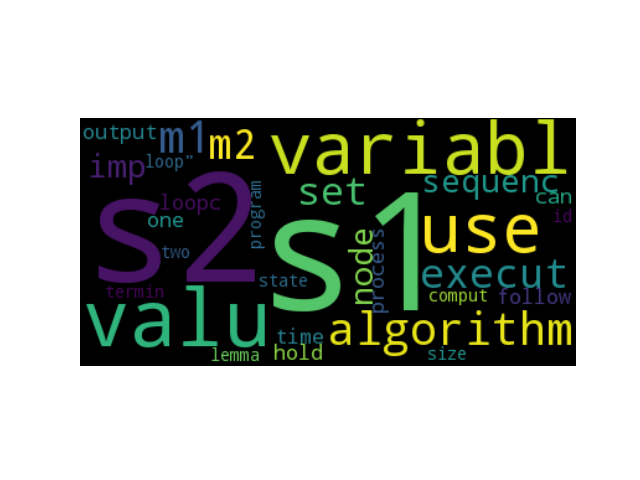 output m1 m2 variabl
imp loop" set sequenc can
s2 loopc one program s1 use id
two node process
state execut
termin comput follow
valu time algorithm
lemma hold size